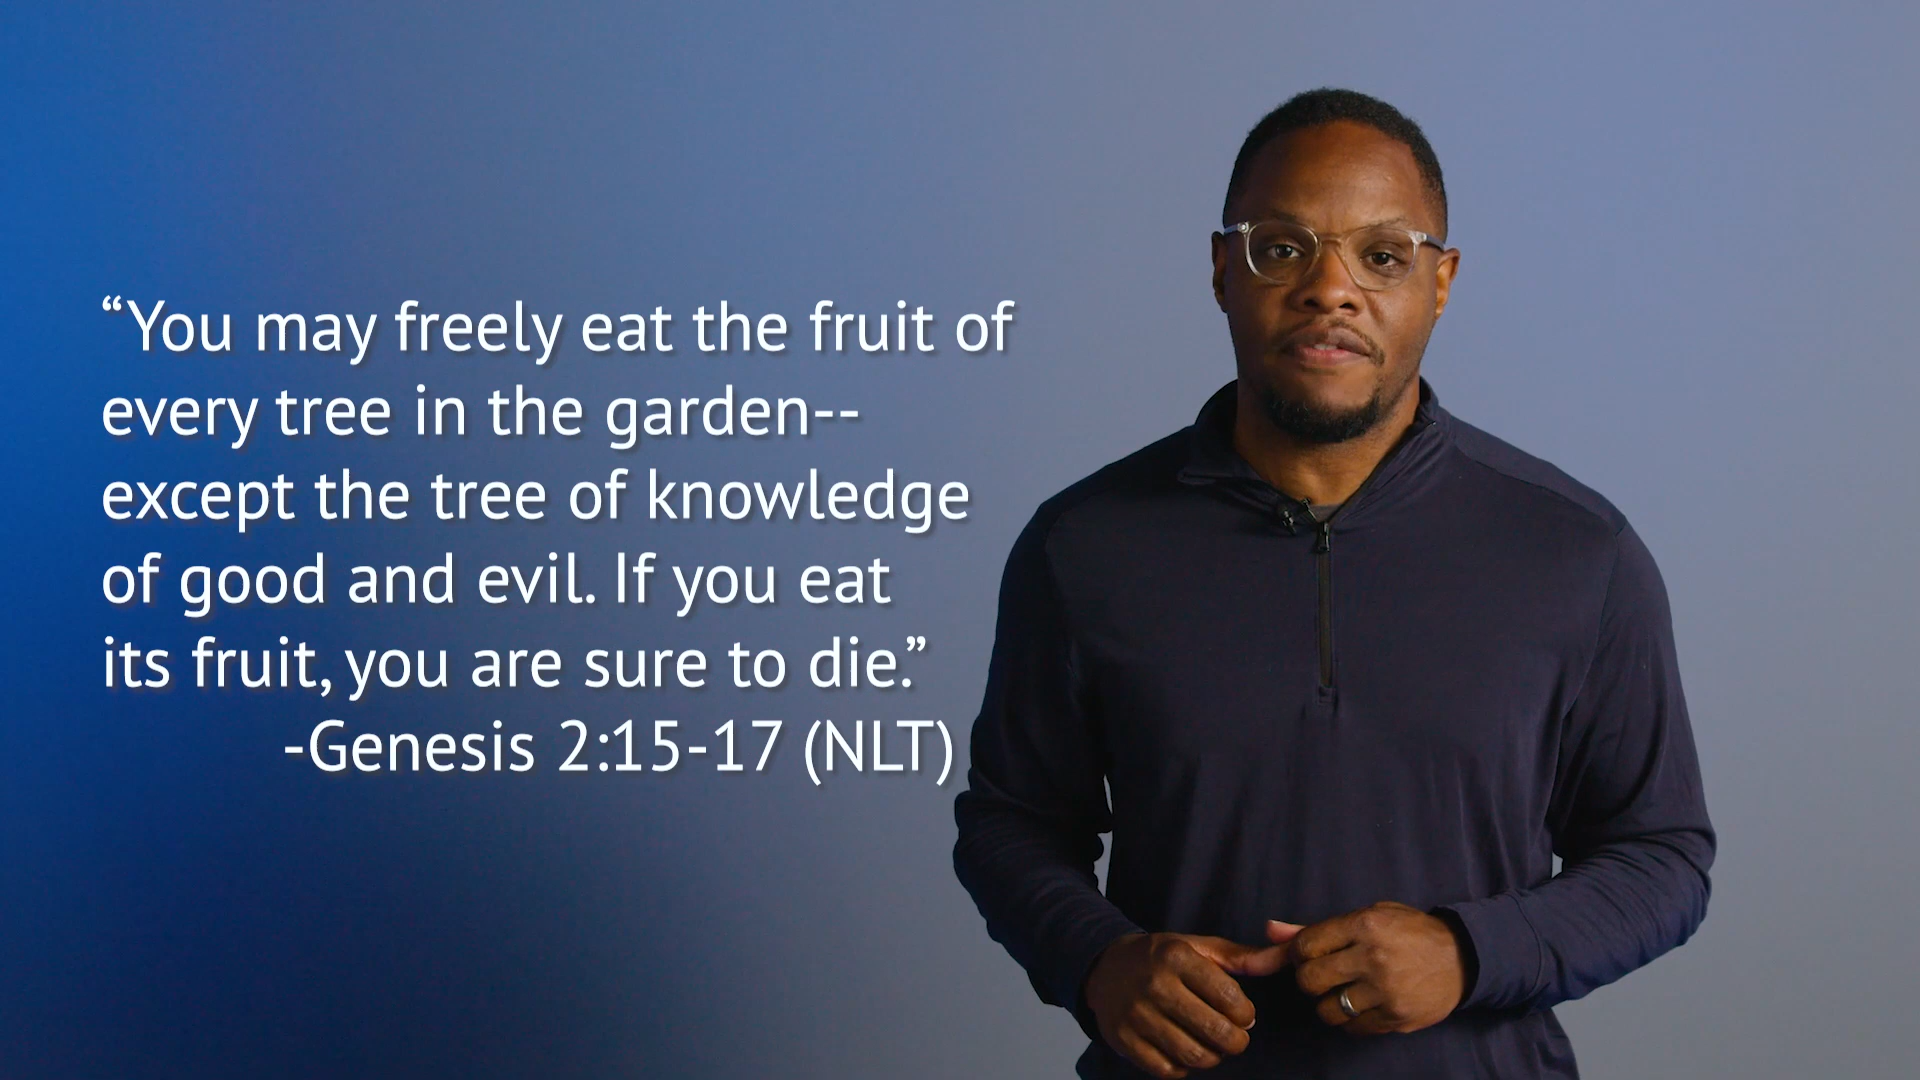 “You may freely eat the fruit of
every tree in the garden--
except the tree of knowledge
of good and evil. If you eat
its fruit, you are sure to die.”
-Genesis 2:15-17 (NLT)